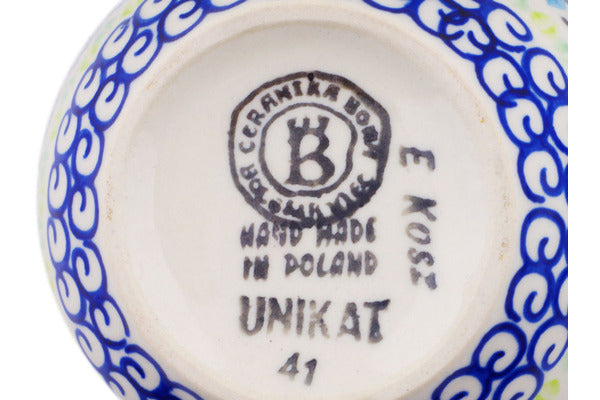 CERAMIKA
B
HAND MADE
IN POLAND
UNIKAT
41
E KOSZ